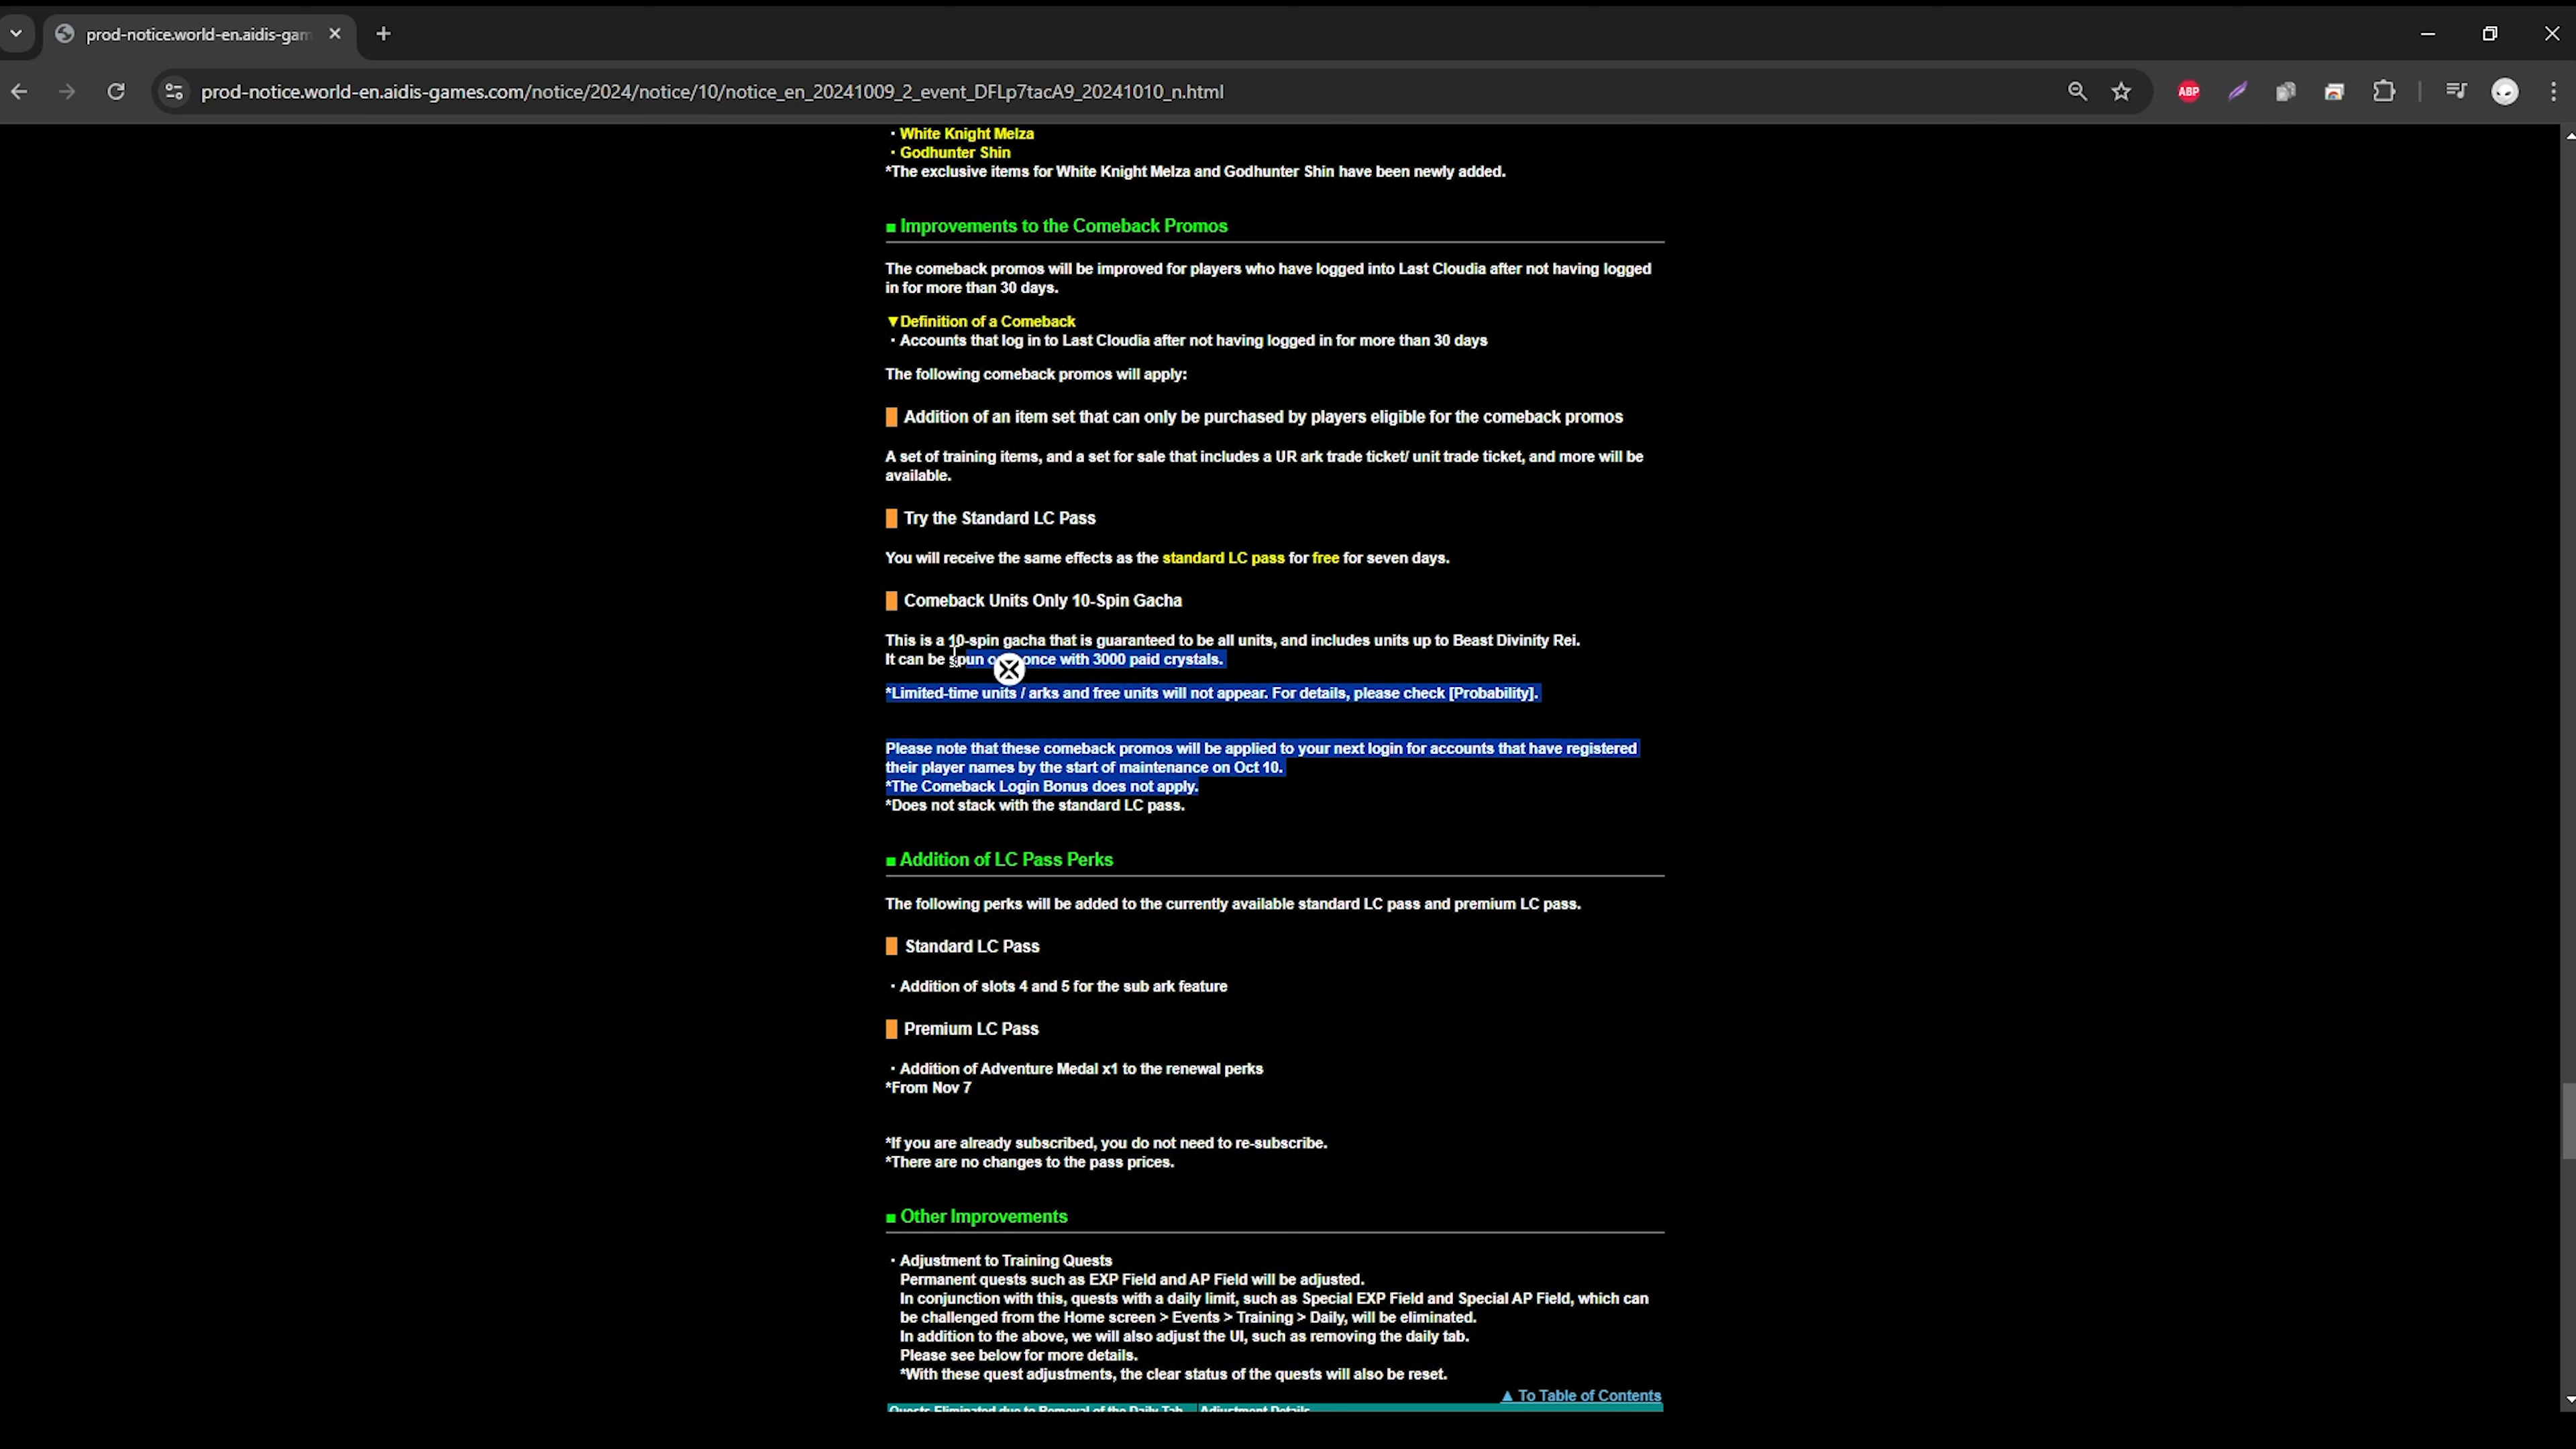 prod-notice.world-en.aidis-gam
prod-notice.world-en.aidis-games.com/notice/2024/notice/10/notice_en_20241009_2_event_DFLp7tacA9_20241010_n.html
ABP
・White Knight Melza
・Godhunter Shin
*The exclusive items for White Knight Melza and Godhunter Shin have been newly added.
■ Improvements to the Comeback Promos
The comeback promos will be improved for players who have logged into Last Cloudia after not having logged
in for more than 30 days.
▼Definition of a Comeback
・Accounts that log in to Last Cloudia after not having logged in for more than 30 days
The following comeback promos will apply:
Addition of an item set that can only be purchased by players eligible for the comeback promos
A set of training items, and a set for sale that includes a UR ark trade ticket/ unit trade ticket, and more will be
available.
Try the Standard LC Pass
You will receive the same effects as the standard LC pass for free for seven days.
Comeback Units Only 10-Spin Gacha
This is a 10-spin gacha that is guaranteed to be all units, and includes units up to Beast Divinity Rei.
It can be spun once with 3000 paid crystals.
*Limited-time units / arks and free units will not appear. For details, please check [Probability].
Please note that these comeback promos will be applied to your next login for accounts that have registered
their player names by the start of maintenance on Oct 10.
*The Comeback Login Bonus does not apply.
*Does not stack with the standard LC pass.
■ Addition of LC Pass Perks
The following perks will be added to the currently available standard LC pass and premium LC pass.
Standard LC Pass
・Addition of slots 4 and 5 for the sub ark feature
Premium LC Pass
・Addition of Adventure Medal x1 to the renewal perks
*From Nov 7
*If you are already subscribed, you do not need to re-subscribe.
*There are no changes to the pass prices.
■ Other Improvements
・Adjustment to Training Quests
Permanent quests such as EXP Field and AP Field will be adjusted.
In conjunction with this, quests with a daily limit, such as Special EXP Field and Special AP Field, which can
be challenged from the Home screen > Events > Training > Daily, will be eliminated.
In addition to the above, we will also adjust the UI, such as removing the daily tab.
Please see below for more details.
*With these quest adjustments, the clear status of the quests will also be reset.
▲ To Table of Contents
Quests Eliminated due to Removal of the Daily Tab Adjustment Details